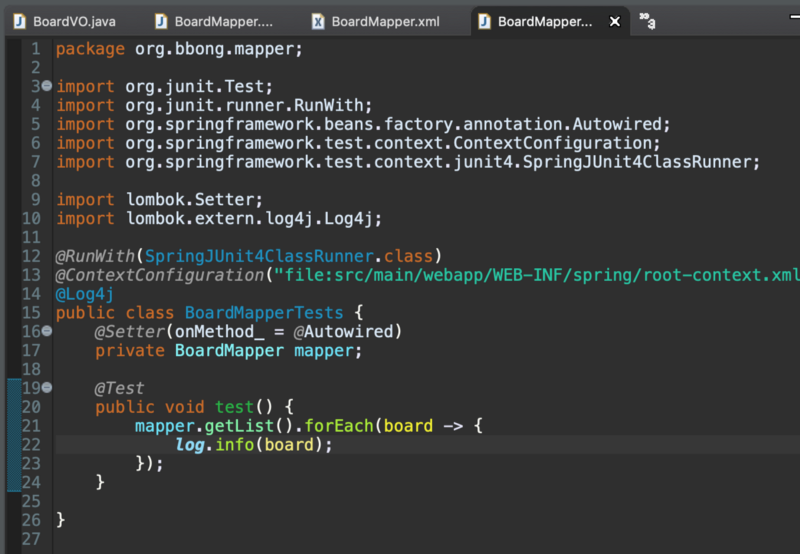 BoardVO.java BoardMapper.... BoardMapper.xml BoardMapper... 3
1 package org.bbong.mapper;
2
3 import org.junit.Test;
4 import org.junit.runner.RunWith;
5 import org.springframework.beans.factory.annotation.Autowired;
6 import org.springframework.test.context.ContextConfiguration;
7 import org.springframework.test.context.junit4.SpringJUnit4ClassRunner;
8
9 import lombok.Setter;
10 import lombok.extern.log4j.Log4j;
11
12 @RunWith(SpringJUnit4ClassRunner.class)
13 @ContextConfiguration("file:src/main/webapp/WEB-INF/spring/root-context.xml
14 @Log4j
15 public class BoardMapperTests {
16     @Setter(onMethod_ = @Autowired)
17     private BoardMapper mapper;
18
19     @Test
20     public void test() {
21         mapper.getList().forEach(board -> {
22             log.info(board);
23         });
24     }
25
26 }
27